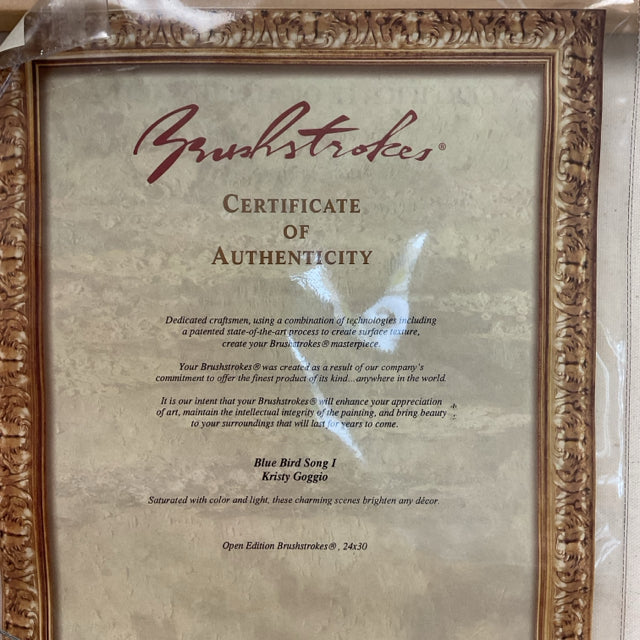 Brushstrokes®
CERTIFICATE
OF
AUTHENTICITY
Dedicated craftsmen, using a combination of technologies including
a patented state-of-the-art process to create surface texture,
create your Brushstrokes® masterpiece.
Your Brushstrokes® was created as a result of our company's
commitment to offer the finest product of its kind...anywhere in the world.
It is our intent that your Brushstrokes® will enhance your appreciation
of art, maintain the intellectual integrity of the painting, and bring beauty
to your surroundings that will last for years to come.
Blue Bird Song I
Kristy Goggio
Saturated with color and light, these charming scenes brighten any décor.
Open Edition Brushstrokes® , 24x30